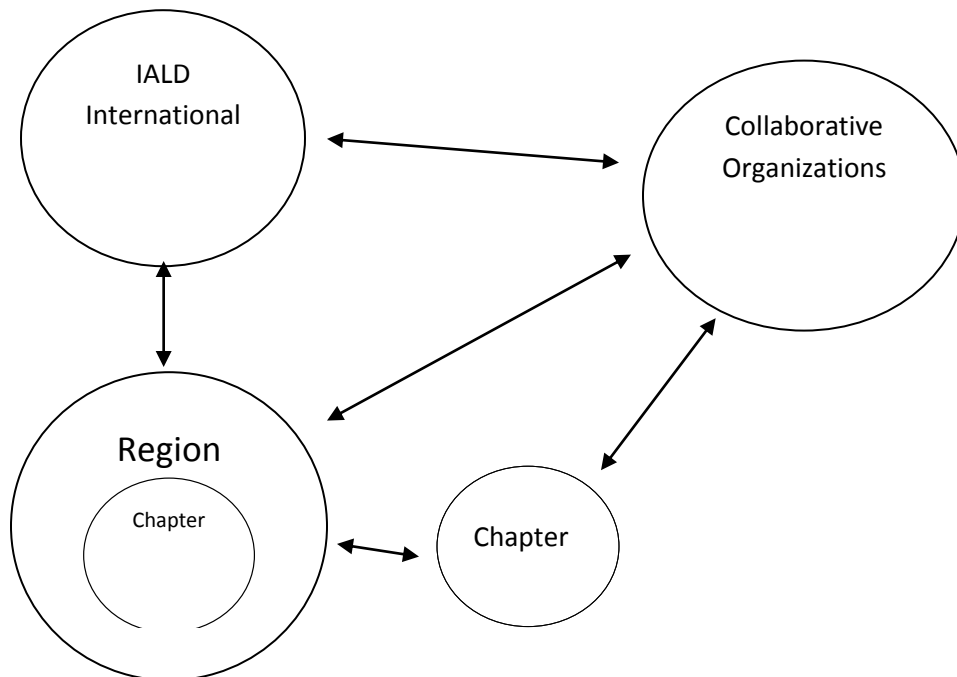 IALD
International
Collaborative
Organizations
Region
Chapter
Chapter